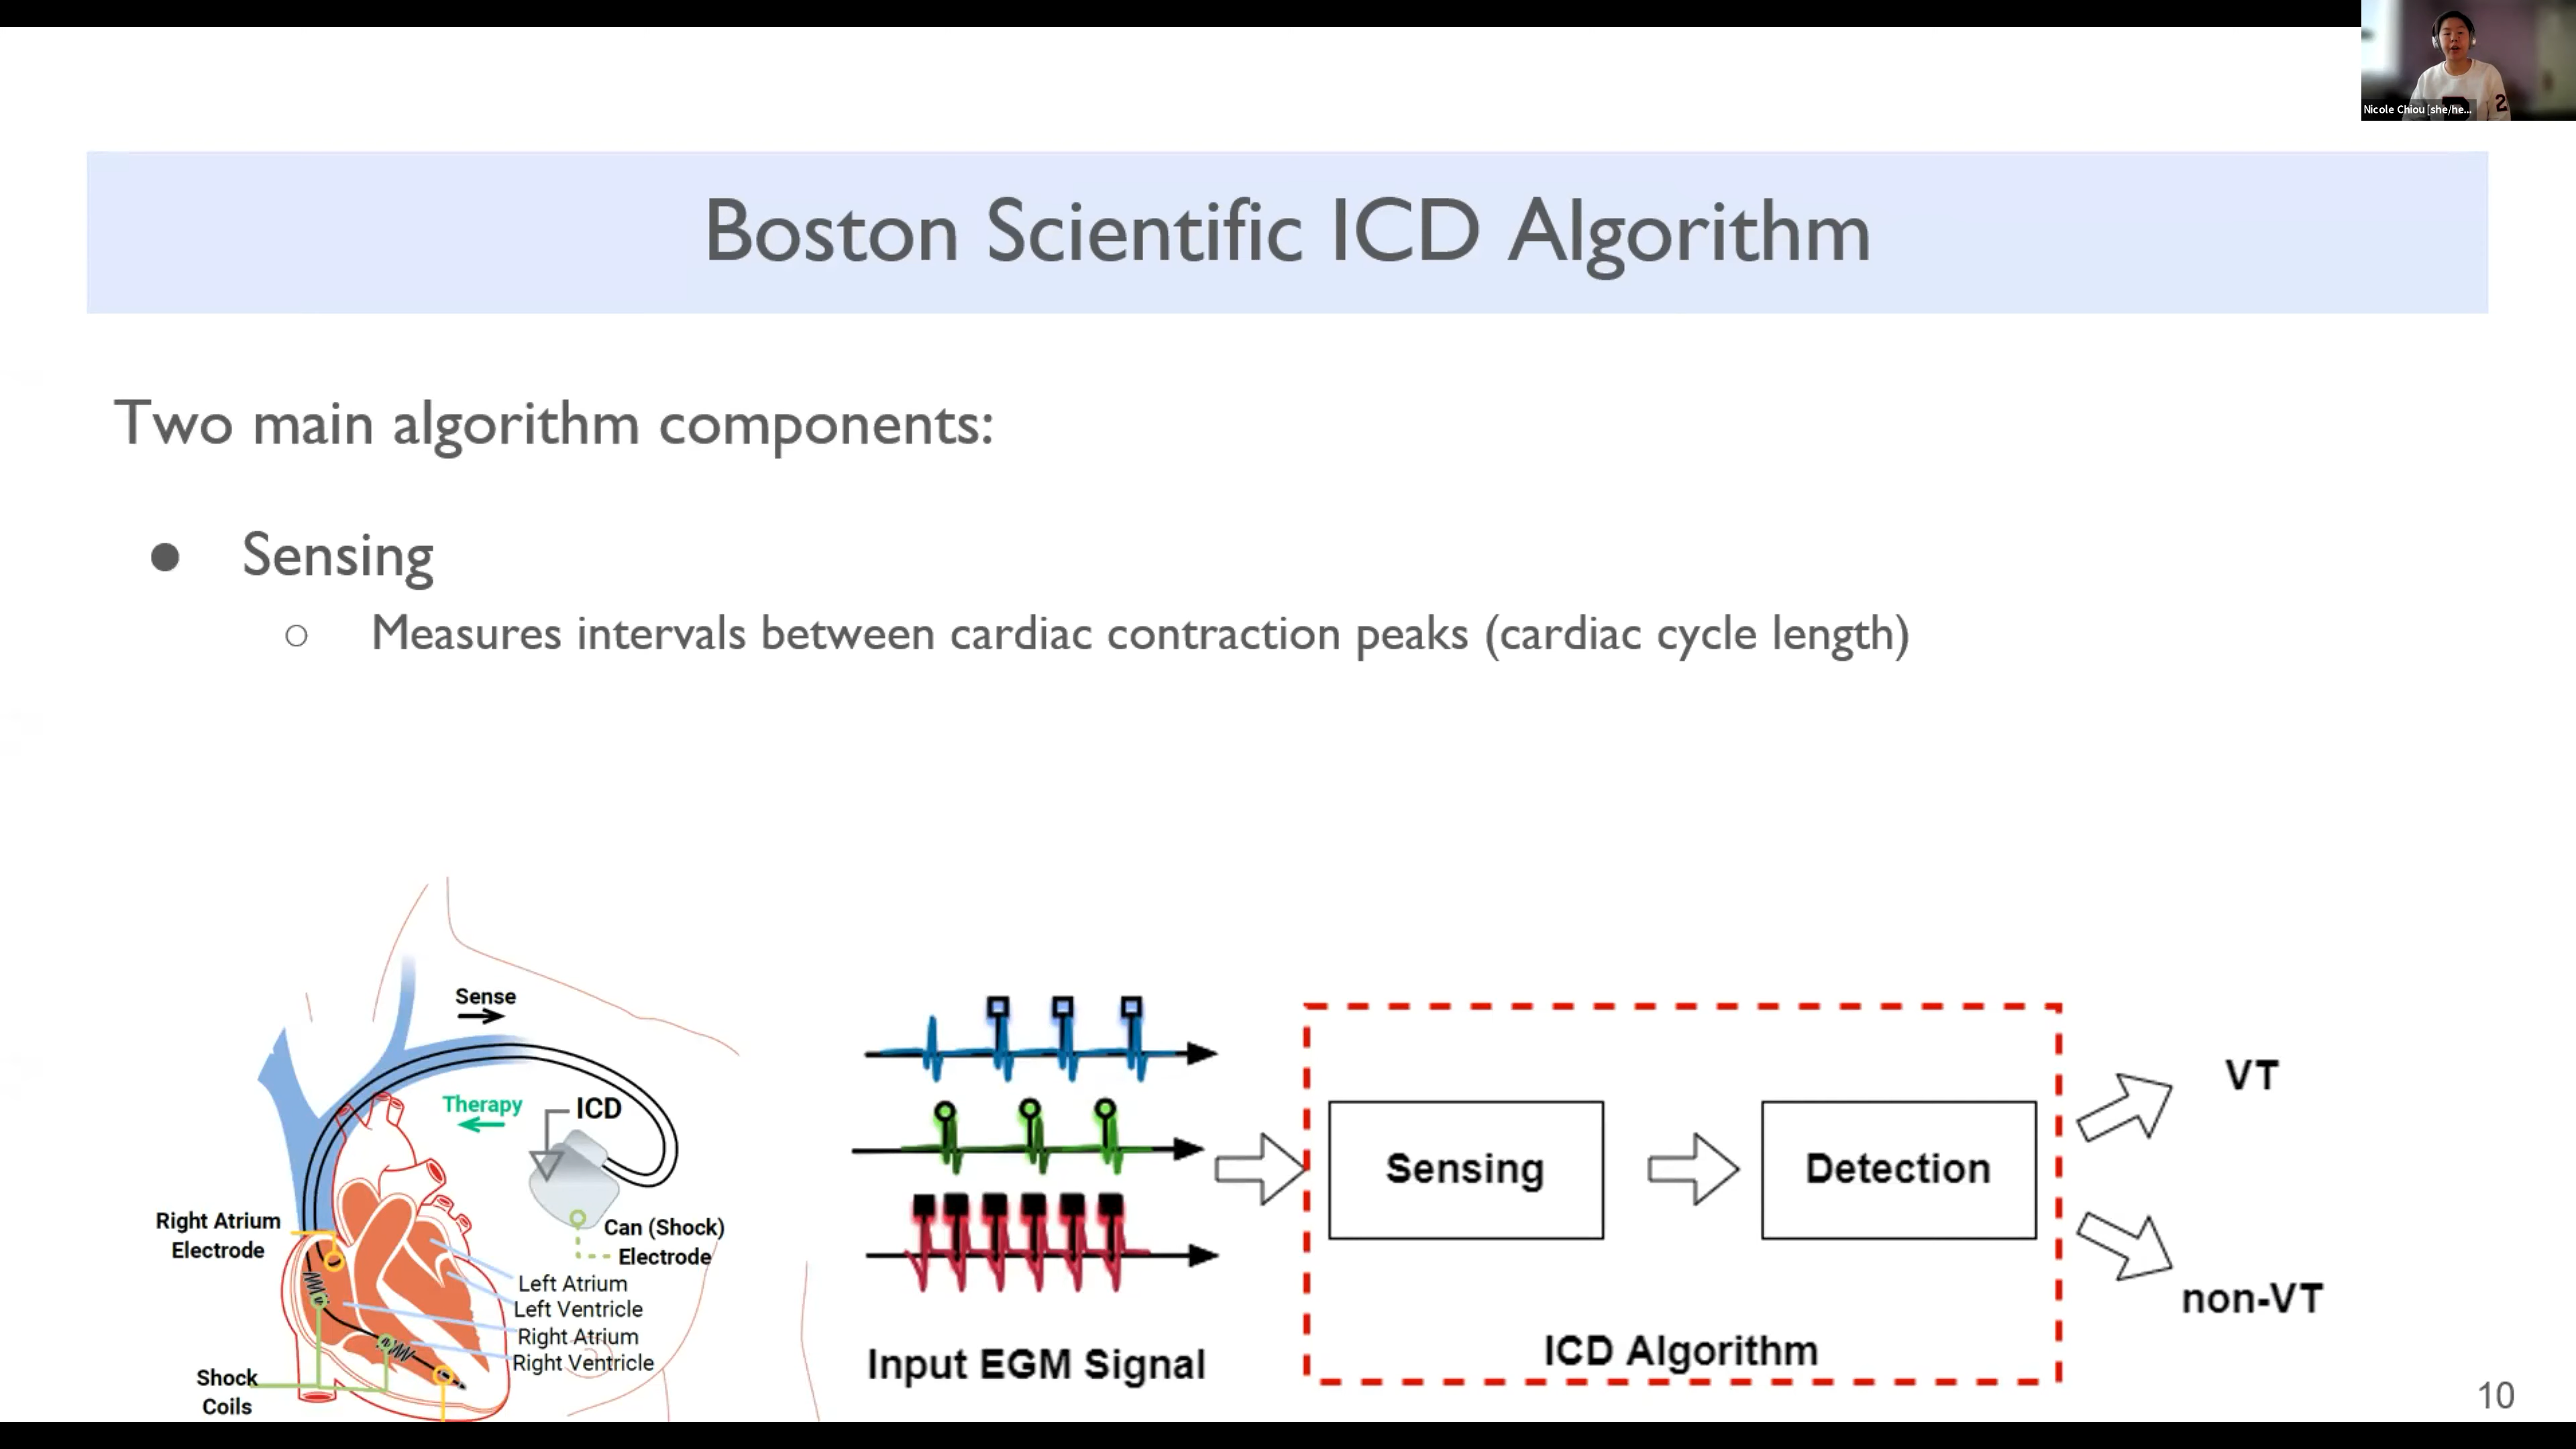 Nicole Chiou [she/he...
Boston Scientific ICD Algorithm
Two main algorithm components:
● Sensing
○ Measures intervals between cardiac contraction peaks (cardiac cycle length)
Sense
Therapy
ICD
Right Atrium
Electrode
Can (Shock)
Electrode
Left Atrium
Left Ventricle
Right Atrium
Right Ventricle
Shock
Coils
Input EGM Signal
Sensing
Detection
ICD Algorithm
VT
non-VT
10